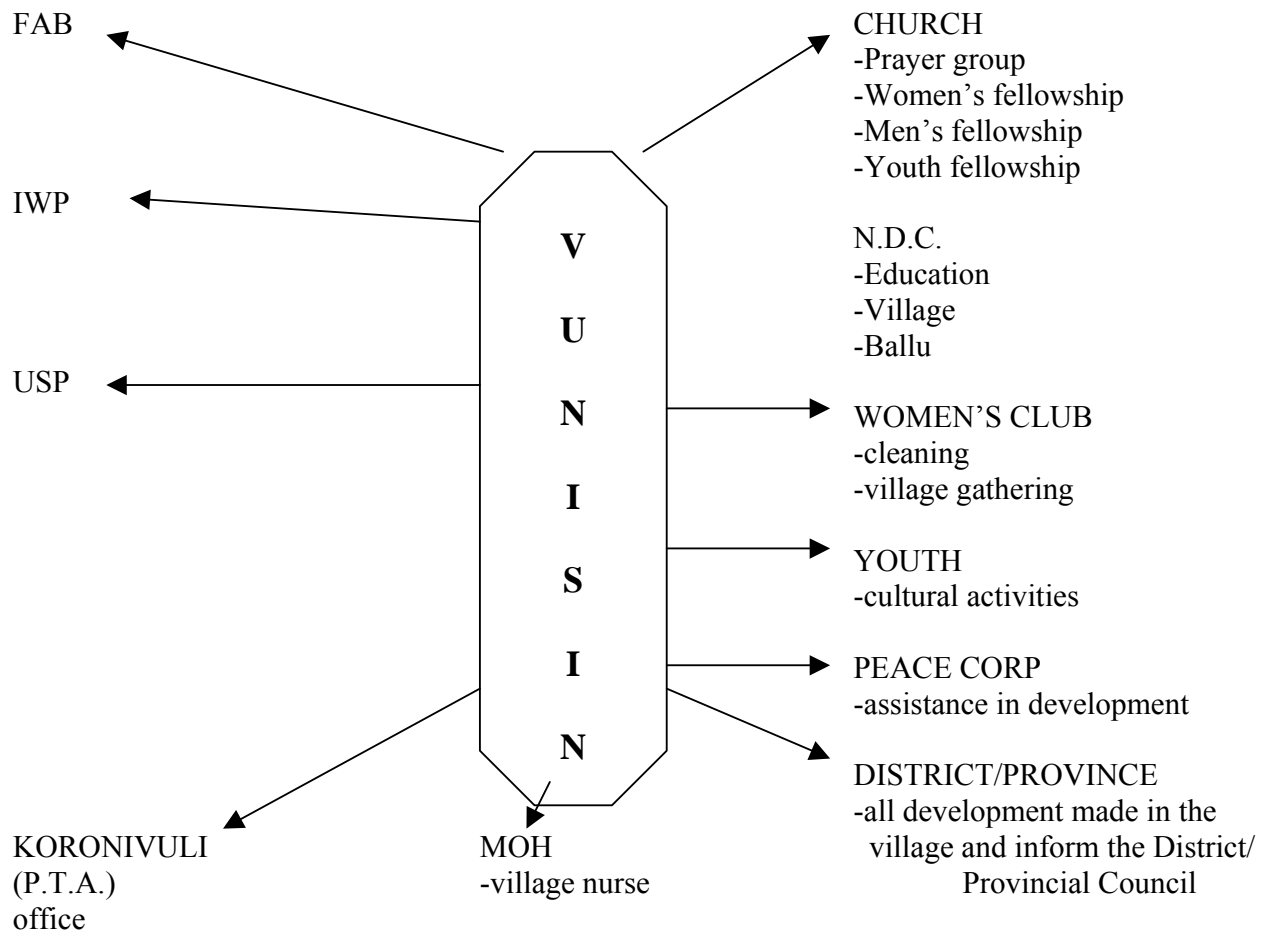 FAB
IWP
USP
KORONIVULI
(P.T.A.)
office
V
U
N
I
S
I
N
MOH
-village nurse
CHURCH
-Prayer group
-Women’s fellowship
-Men’s fellowship
-Youth fellowship
N.D.C.
-Education
-Village
-Ballu
WOMEN’S CLUB
-cleaning
-village gathering
YOUTH
-cultural activities
PEACE CORP
-assistance in development
DISTRICT/PROVINCE
-all development made in the
village and inform the District/
Provincial Council